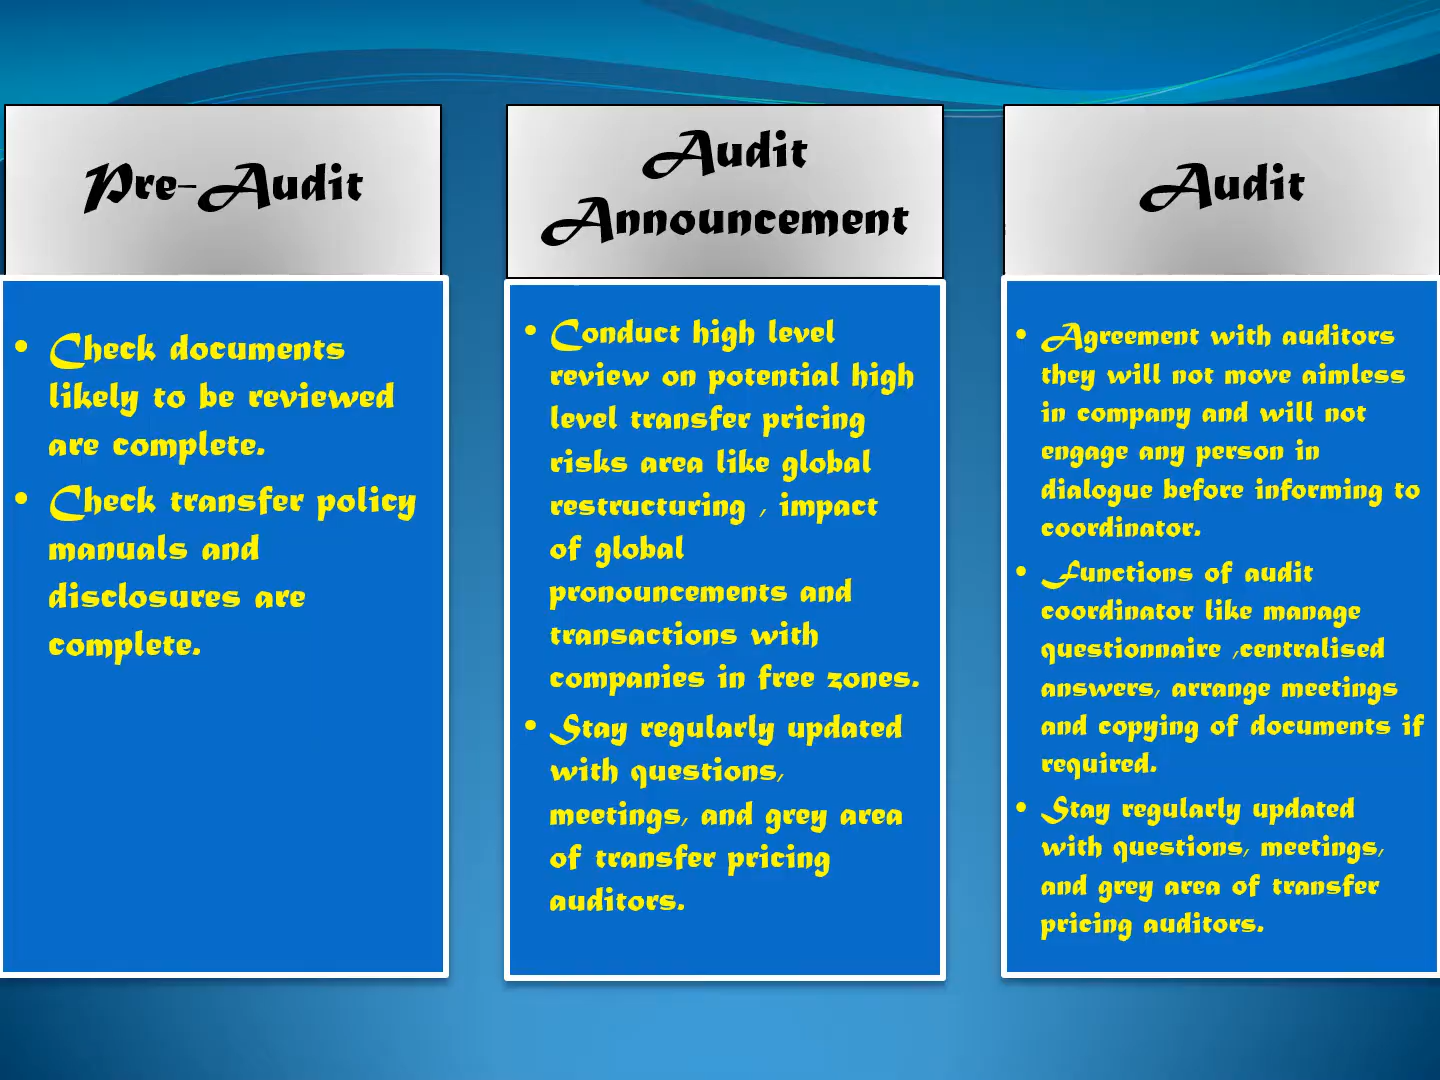 Pre-Audit
• Check documents
likely to be reviewed
are complete.
• Check transfer policy
manuals and
disclosures are
complete.
Audit
Announcement
• Conduct high level
review on potential high
level transfer pricing
risks area like global
restructuring , impact
of global
pronouncements and
transactions with
companies in free zones.
• Stay regularly updated
with questions,
meetings, and grey area
of transfer pricing
auditors.
Audit
• Agreement with auditors
they will not move aimless
in company and will not
engage any person in
dialogue before informing to
coordinator.
• Functions of audit
coordinator like manage
questionnaire ,centralised
answers, arrange meetings
and copying of documents if
required.
• Stay regularly updated
with questions, meetings,
and grey area of transfer
pricing auditors.